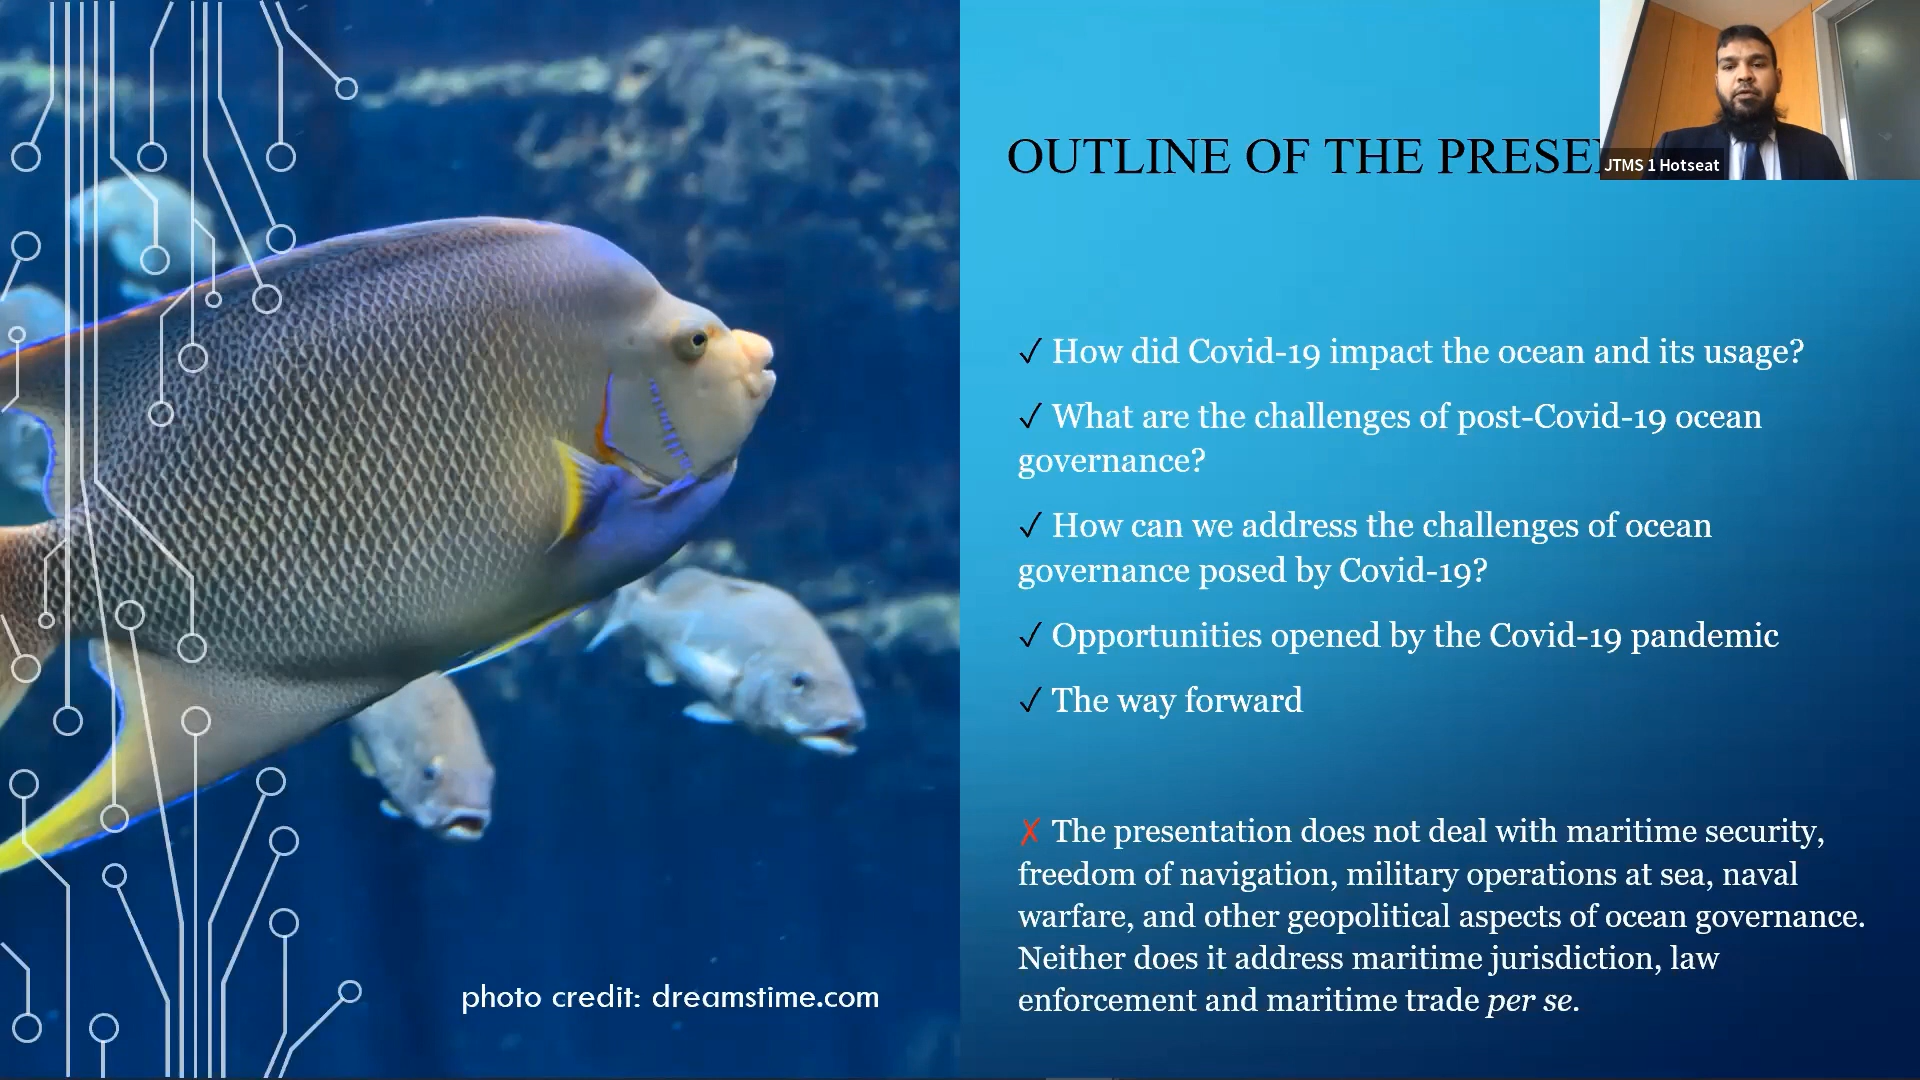 OUTLINE OF THE PRESE
JTMS 1 Hotseat
✓ How did Covid-19 impact the ocean and its usage?
✓ What are the challenges of post-Covid-19 ocean
governance?
✓ How can we address the challenges of ocean
governance posed by Covid-19?
✓ Opportunities opened by the Covid-19 pandemic
✓ The way forward
✗ The presentation does not deal with maritime security,
freedom of navigation, military operations at sea, naval
warfare, and other geopolitical aspects of ocean governance.
Neither does it address maritime jurisdiction, law
enforcement and maritime trade per se.
photo credit: dreamstime.com